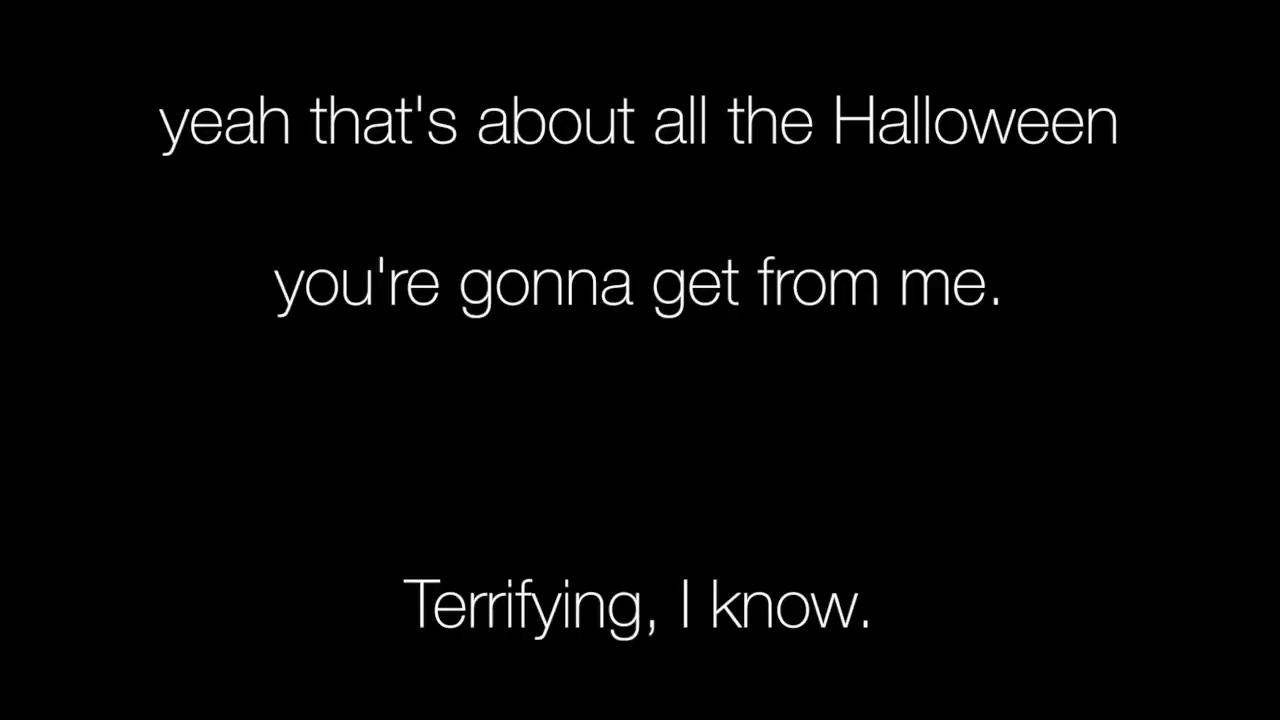 yeah that's about all the Halloween
you're gonna get from me.
Terrifying, I know.